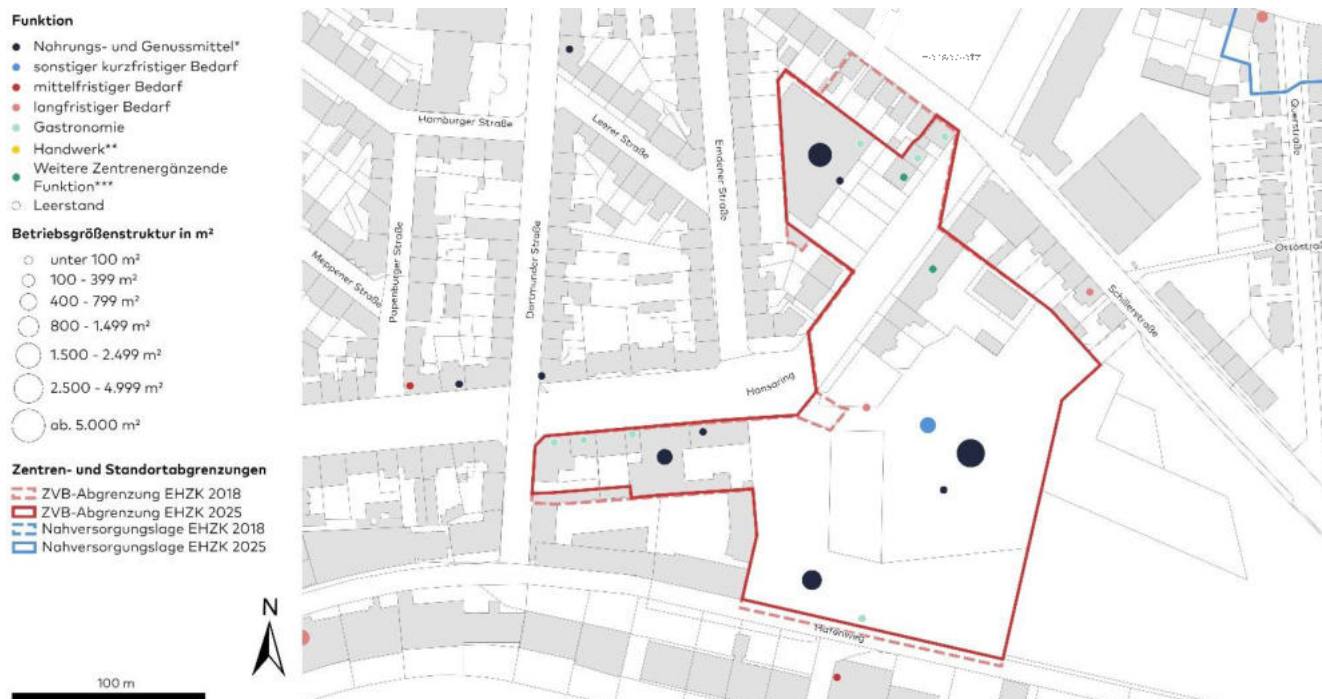 Funktion
Nahrungs- und Genussmittel*
sonstiger kurzfristiger Bedarf
mittelfristiger Bedarf
langfristiger Bedarf
Gastronomie
Handwerk**
Weitere Zentrenergänzende
Funktion***
Leerstand
Betriebsgrößenstruktur in m²
unter 100 m²
100 - 399 m²
400 - 799 m²
800 - 1.499 m²
1.500 - 2.499 m²
2.500 - 4.999 m²
ab. 5.000 m²
Zentren- und Standortabgrenzungen
ZVB-Abgrenzung EHZK 2018
ZVB-Abgrenzung EHZK 2025
Nahversorgungslage EHZK 2018
Nahversorgungslage EHZK 2025
N
100 m
Hamburger Straße
Leerer Straße
Emdener Straße
Papenburger Straße
Dortmunder Straße
Meppener Straße
Hansaring
Schillerstraße
Querstraße
Ottostraß
Hafenweg